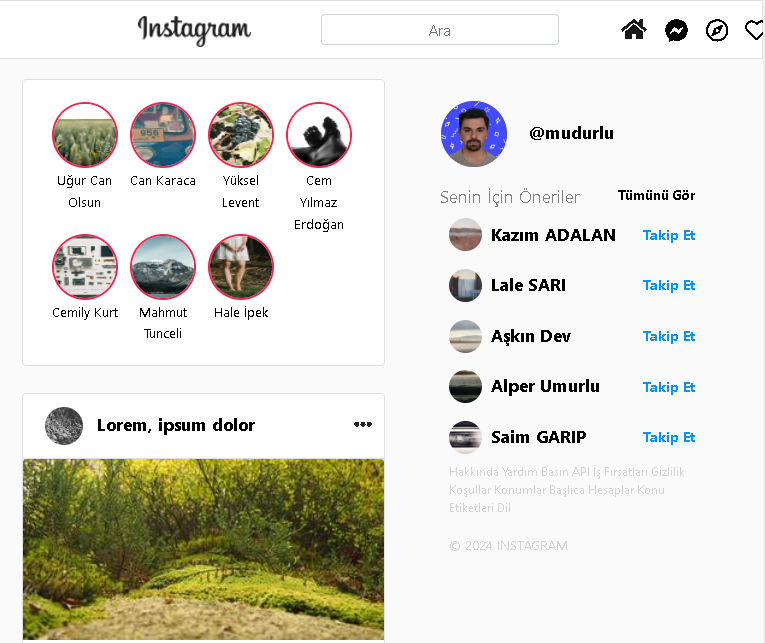 Instagram
Ara
Uğur Can
Olsun
Can Karaca
Yüksel
Levent
Cem
Yılmaz
Erdoğan
Cemily Kurt
Mahmut
Tunceli
Hale İpek
Lorem, ipsum dolor
@mudurlu
Senin İçin Öneriler
Tümünü Gör
Kazım ADALAN
Takip Et
Lale SARI
Takip Et
Aşkın Dev
Takip Et
Alper Umurlu
Takip Et
Saim GARIP
Takip Et
Hakkında Yardım Basın API İş Fırsatları Gizlilik
Koşullar Konumlar Başlıca Hesaplar Konu
Etiketleri Dil
© 2024 INSTAGRAM